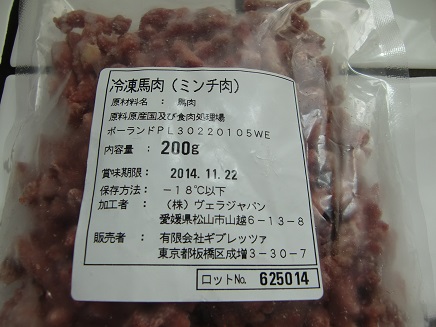 冷凍馬肉(ミンチ肉)
原材料名 : 馬肉
原料原産国及び食肉処理場
ポーランドPL30220105WE
内容量 : 200g
賞味期限 : 2014.11.22
保存方法 : -18℃以下
加工者 : (株)ヴェラジャパン
愛媛県松山市山越6-13-8
販売者 : 有限会社ギブレッツァ
東京都板橋区成増3-30-7
ロットNo. 625014